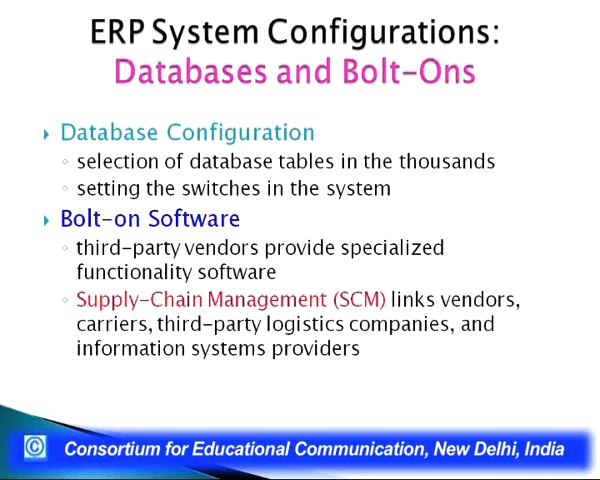 ERP System Configurations:
Databases and Bolt-Ons
Database Configuration
selection of database tables in the thousands
setting the switches in the system
Bolt-on Software
third-party vendors provide specialized
functionality software
Supply-Chain Management (SCM) links vendors,
carriers, third-party logistics companies, and
information systems providers
© Consortium for Educational Communication, New Delhi, India